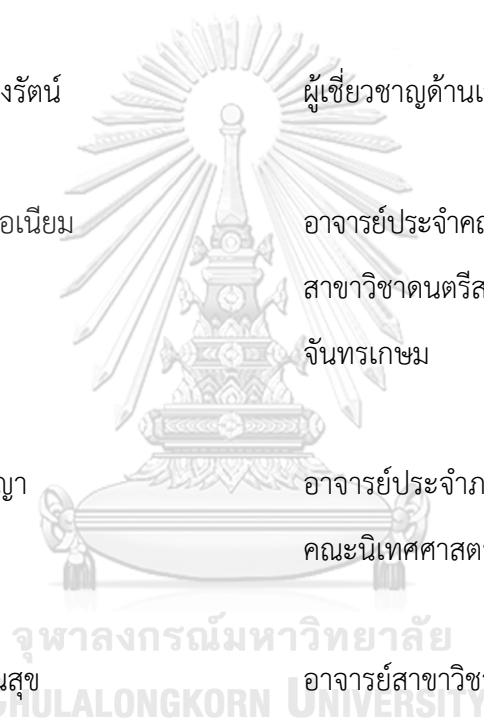 งรัตน์ ผู้เชี่ยวชาญด้านเ
อเนียม อาจารย์ประจำคณ
สาขาวิชาดนตรีส
จันทรเกษม
ญา อาจารย์ประจำภ
คณะนิเทศศาสต
จุฬาลงกรณ์มหาวิทยาลัย
นสุข อาจารย์สาขาวิชา
CHULALONGKORN UNIVERSITY